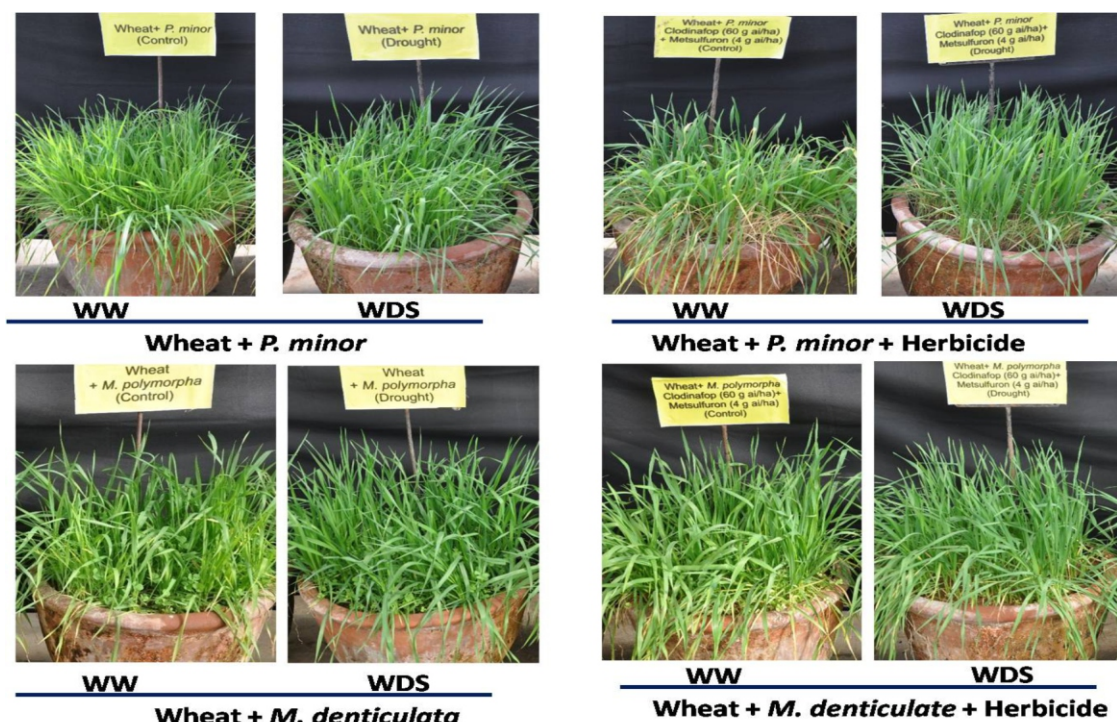 Wheat+ P. minor
(Control)
Wheat+ P. minor
(Drought)
Wheat+ P. minor
Clodinafop (60 g ai/ha)
+ Metsulfuron (4 g ai/ha)
(Control)
Wheat+ P. minor
Clodinafop (60 g ai/ha)+
Metsulfuron (4 g ai/ha)
(Drought)
WW
WDS
WW
WDS
Wheat + P. minor
Wheat + P. minor + Herbicide
Wheat
+ M. polymorpha
(Control)
Wheat
+ M. polymorpha
(Drought)
Wheat+ M. polymorpha
Clodinafop (60 g ai/ha)+
Metsulfuron (4 g ai/ha)
(Control)
Wheat+ M. polymorpha
Clodinafop (60 g ai/ha)+
Metsulfuron (4 g ai/ha)
(Drought)
WW
WDS
WW
WDS
Wheat + M. denticulata
Wheat + M. denticulate + Herbicide